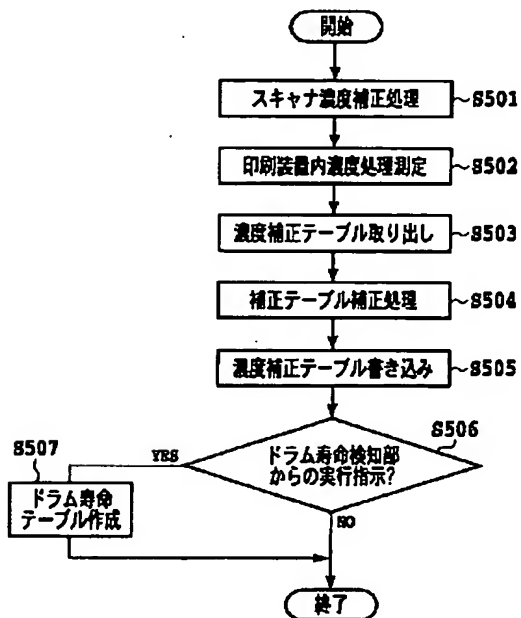 開始
スキャナ濃度補正処理
S501
印刷装置内濃度処理測定
S502
濃度補正テーブル取り出し
S503
補正テーブル補正処理
S504
濃度補正テーブル書き込み
S505
ドラム寿命検知部
からの実行指示?
S506
YES
S507
ドラム寿命
テーブル作成
NO
終了